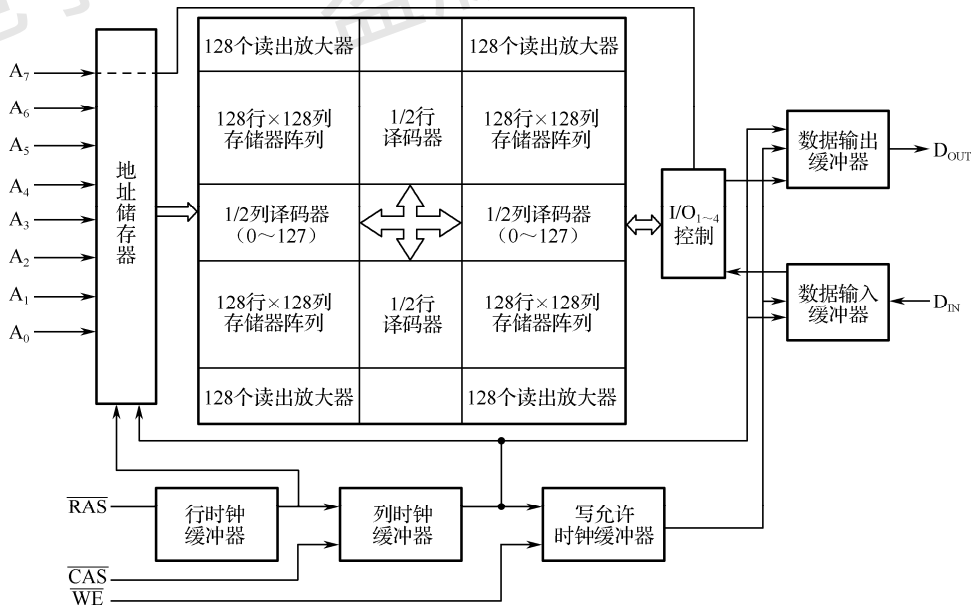 A₇
A₆
A₅
A₄
A₃
A₂
A₁
A₀
地址储存器
128个读出放大器
128个读出放大器
128行×128列
存储器阵列
1/2行
译码器
128行×128列
存储器阵列
1/2列译码器
（0～127）
1/2列译码器
（0～127）
128行×128列
存储器阵列
1/2行
译码器
128行×128列
存储器阵列
128个读出放大器
128个读出放大器
I/O₁～₄
控制
数据输出
缓冲器
D_OUT
数据输入
缓冲器
D_IN
R̅A̅S̅
行时钟
缓冲器
列时钟
缓冲器
写允许
时钟缓冲器
C̅A̅S̅
W̅E̅